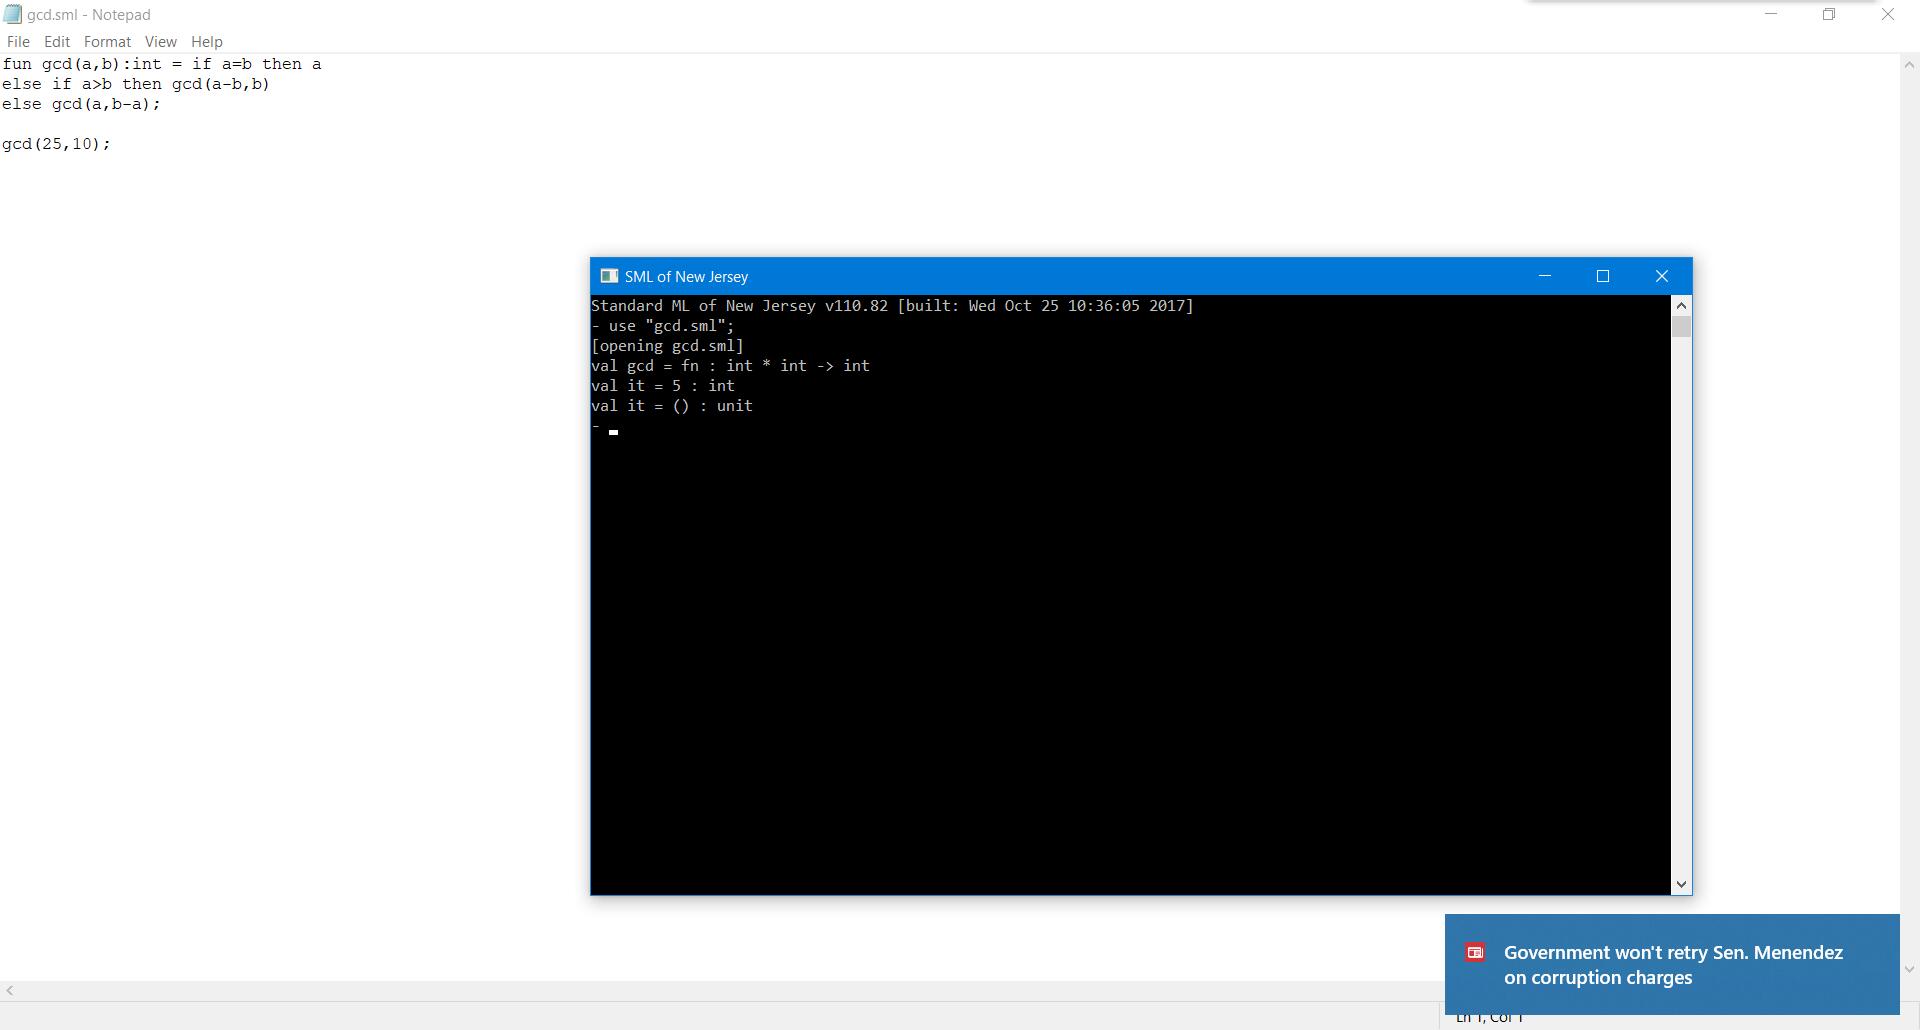 gcd.sml - Notepad
File Edit Format View Help
fun gcd(a,b):int = if a=b then a
else if a>b then gcd(a-b,b)
else gcd(a,b-a);
gcd(25,10);
SML of New Jersey
Standard ML of New Jersey v110.82 [built: Wed Oct 25 10:36:05 2017]
- use "gcd.sml";
[opening gcd.sml]
val gcd = fn : int * int -> int
val it = 5 : int
val it = () : unit
-
Government won't retry Sen. Menendez
on corruption charges
Ln 1, Col 1